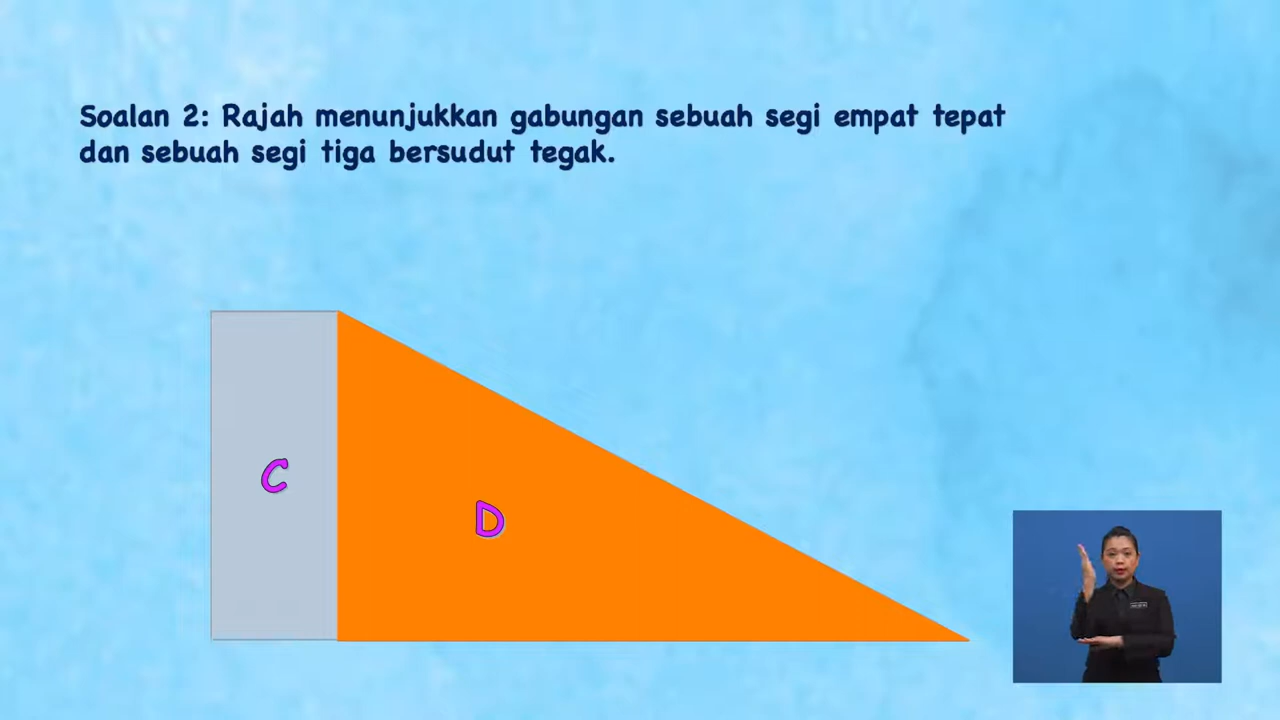 Soalan 2: Rajah menunjukkan gabungan sebuah segi empat tepat
dan sebuah segi tiga bersudut tegak.
C
D